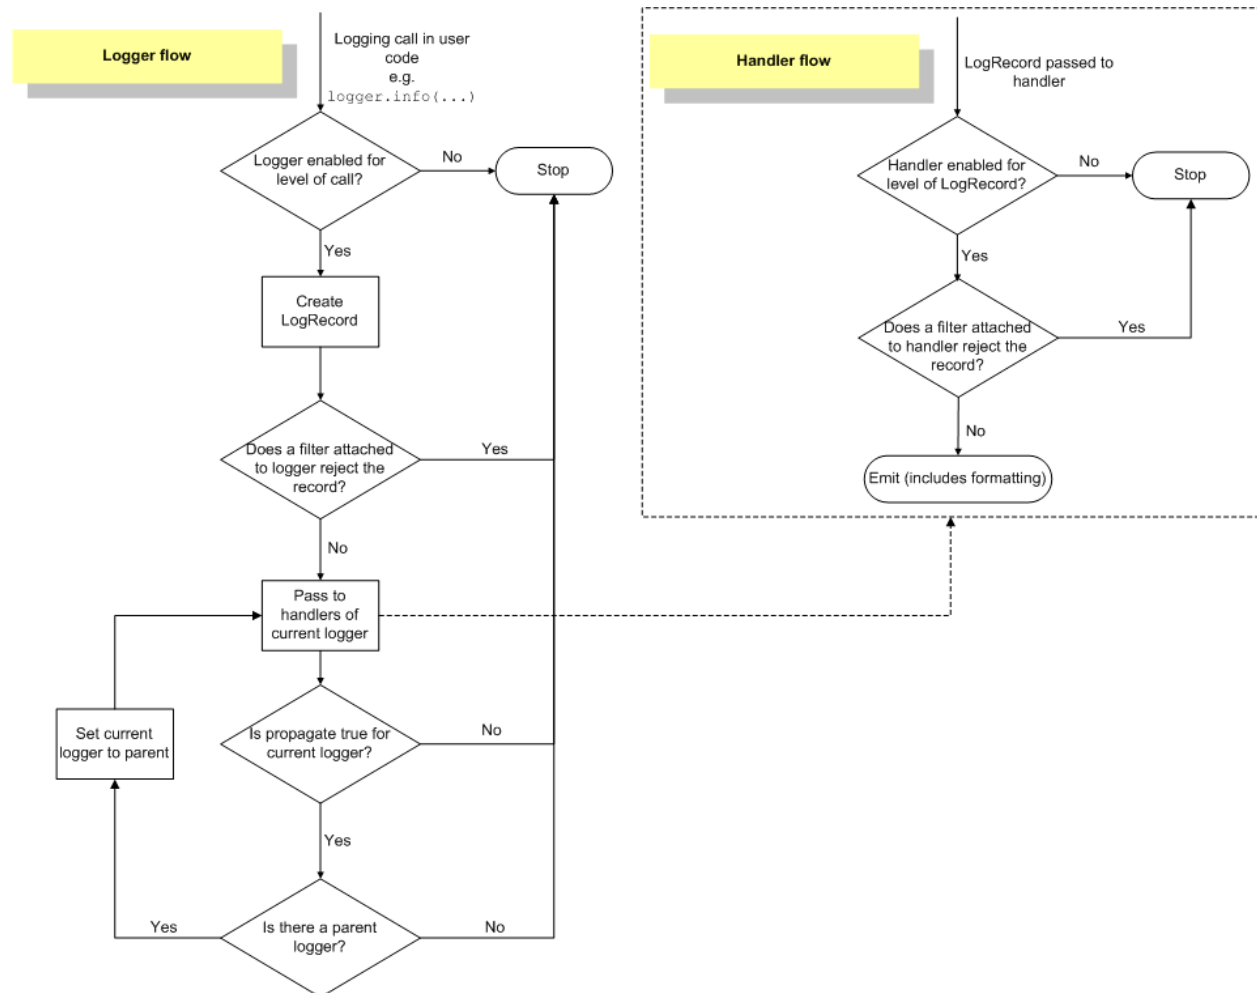 Logger flow
Logging call in user
code
e.g.
logger.info(...)
Logger enabled for
level of call?
No
Stop
Yes
Create
LogRecord
Does a filter attached
to logger reject the
record?
Yes
No
Pass to
handlers of
current logger
Set current
logger to parent
Is propagate true for
current logger?
No
Yes
Is there a parent
logger?
Yes
No
Handler flow
LogRecord passed to
handler
Handler enabled for
level of LogRecord?
No
Stop
Yes
Does a filter attached
to handler reject the
record?
Yes
No
Emit (includes formatting)